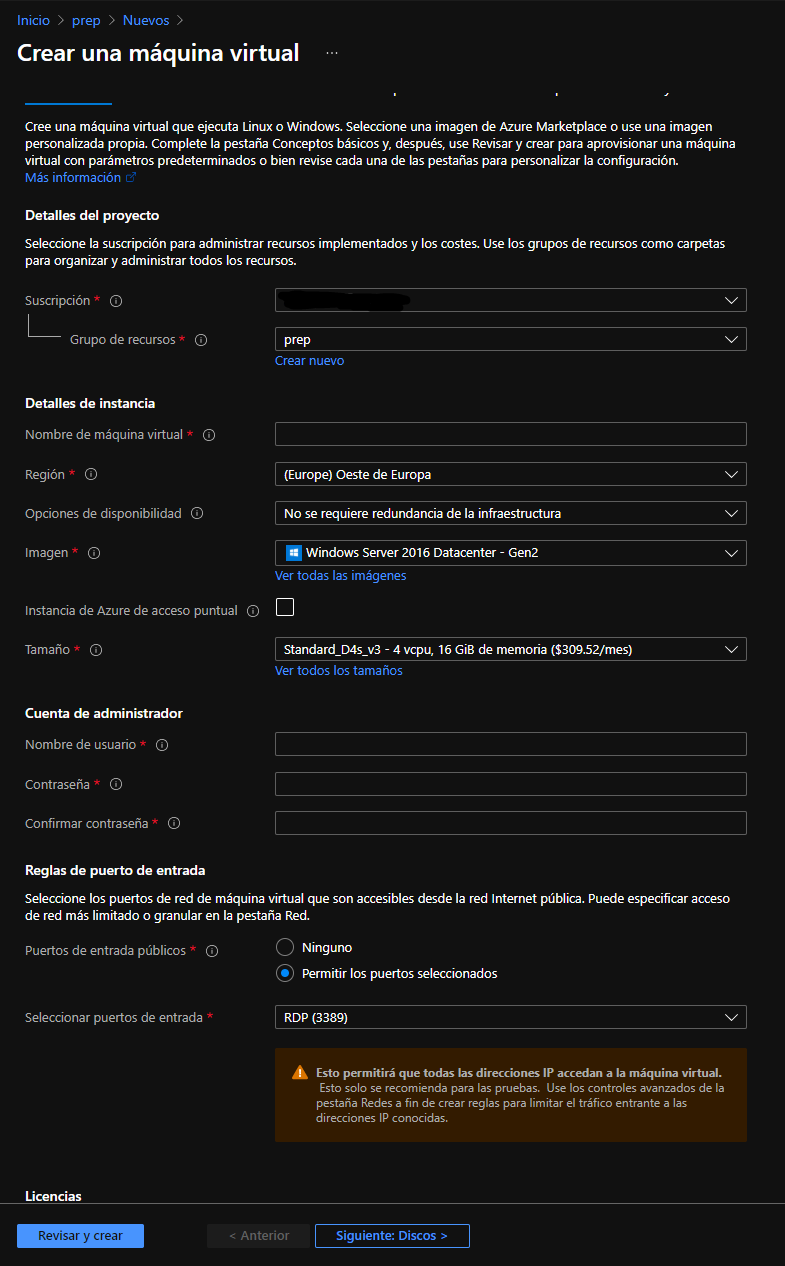 Inicio > prep > Nuevos >
Crear una máquina virtual ...
Cree una máquina virtual que ejecuta Linux o Windows. Seleccione una imagen de Azure Marketplace o use una imagen
personalizada propia. Complete la pestaña Conceptos básicos y, después, use Revisar y crear para aprovisionar una máquina
virtual con parámetros predeterminados o bien revise cada una de las pestañas para personalizar la configuración.
Más información
Detalles del proyecto
Seleccione la suscripción para administrar recursos implementados y los costes. Use los grupos de recursos como carpetas
para organizar y administrar todos los recursos.
Suscripción *
Grupo de recursos * prep
Crear nuevo
Detalles de instancia
Nombre de máquina virtual *
Región * (Europe) Oeste de Europa
Opciones de disponibilidad No se requiere redundancia de la infraestructura
Imagen * Windows Server 2016 Datacenter - Gen2
Ver todas las imágenes
Instancia de Azure de acceso puntual
Tamaño * Standard_D4s_v3 - 4 vcpu, 16 GiB de memoria ($309.52/mes)
Ver todos los tamaños
Cuenta de administrador
Nombre de usuario *
Contraseña *
Confirmar contraseña *
Reglas de puerto de entrada
Seleccione los puertos de red de máquina virtual que son accesibles desde la red Internet pública. Puede especificar acceso
de red más limitado o granular en la pestaña Red.
Puertos de entrada públicos * Ninguno
Permitir los puertos seleccionados
Seleccionar puertos de entrada * RDP (3389)
Esto permitirá que todas las direcciones IP accedan a la máquina virtual.
Esto solo se recomienda para las pruebas. Use los controles avanzados de la
pestaña Redes a fin de crear reglas para limitar el tráfico entrante a las
direcciones IP conocidas.
Licencias
Revisar y crear < Anterior Siguiente: Discos >